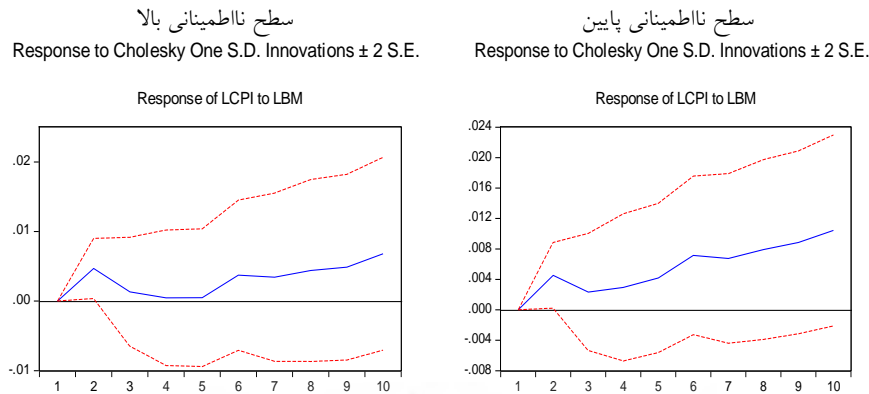 سطح نااطمینانی بالا
Response to Cholesky One S.D. Innovations ± 2 S.E.
Response of LCPI to LBM
.02
.01
.00
-.01
1 2 3 4 5 6 7 8 9 10
سطح نااطمینانی پایین
Response to Cholesky One S.D. Innovations ± 2 S.E.
Response of LCPI to LBM
.024
.020
.016
.012
.008
.004
.000
-.004
-.008
1 2 3 4 5 6 7 8 9 10